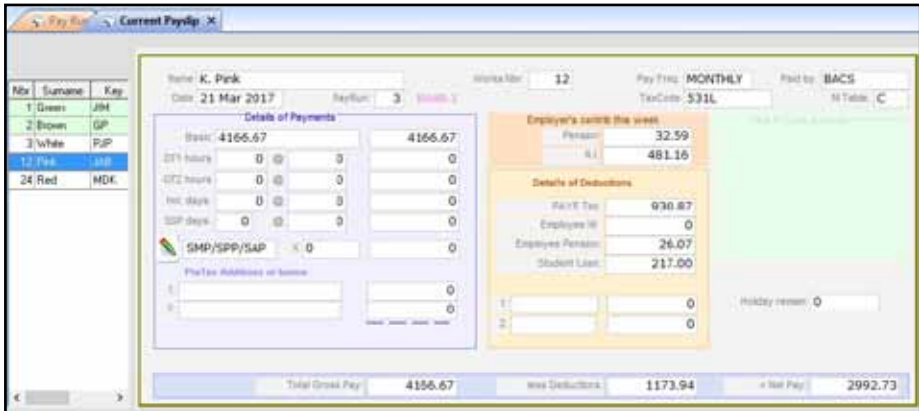 Pay Run Current Payslip ×
Nbr Surname Key
1 Green JIM
2 Brown GP
3 White PJP
12 Pink JAB
24 Red MDK
Name K. Pink Works Nbr 12 Pay Freq MONTHLY Paid by BACS
Date 21 Mar 2017 PayRun: 3 TaxCode 531L NI Table C
Details of Payments
Basic 4166.67 4166.67
OT1 hours 0 @ 0 0
OT2 hours 0 @ 0 0
Hol. days 0 @ 0 0
SSP days 0 @ 0 0
SMP/SPP/SAP X 0 0
PreTax Additions or bonus
1: 0
0
Employer's contrib this week
Pension 32.59
N.I. 481.16
Details of Deductions
PAYE Tax 930.87
Employee NI 0
Employee Pension 26.07
Student Loan 217.00
1 0
2 0
Holiday remain 0
Total Gross Pay: 4166.67 less Deductions 1173.94 = Net Pay: 2992.73